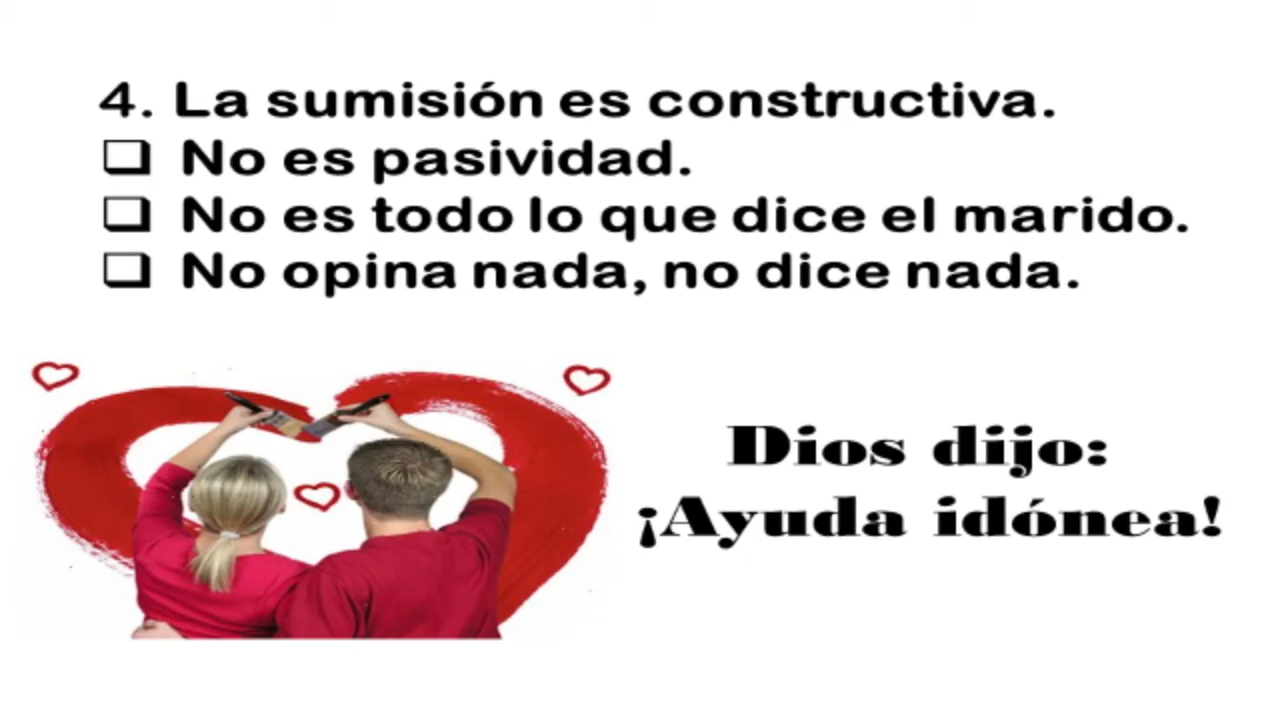 4. La sumisión es constructiva.
❑ No es pasividad.
❑ No es todo lo que dice el marido.
❑ No opina nada, no dice nada.
Dios dijo:
¡Ayuda idónea!